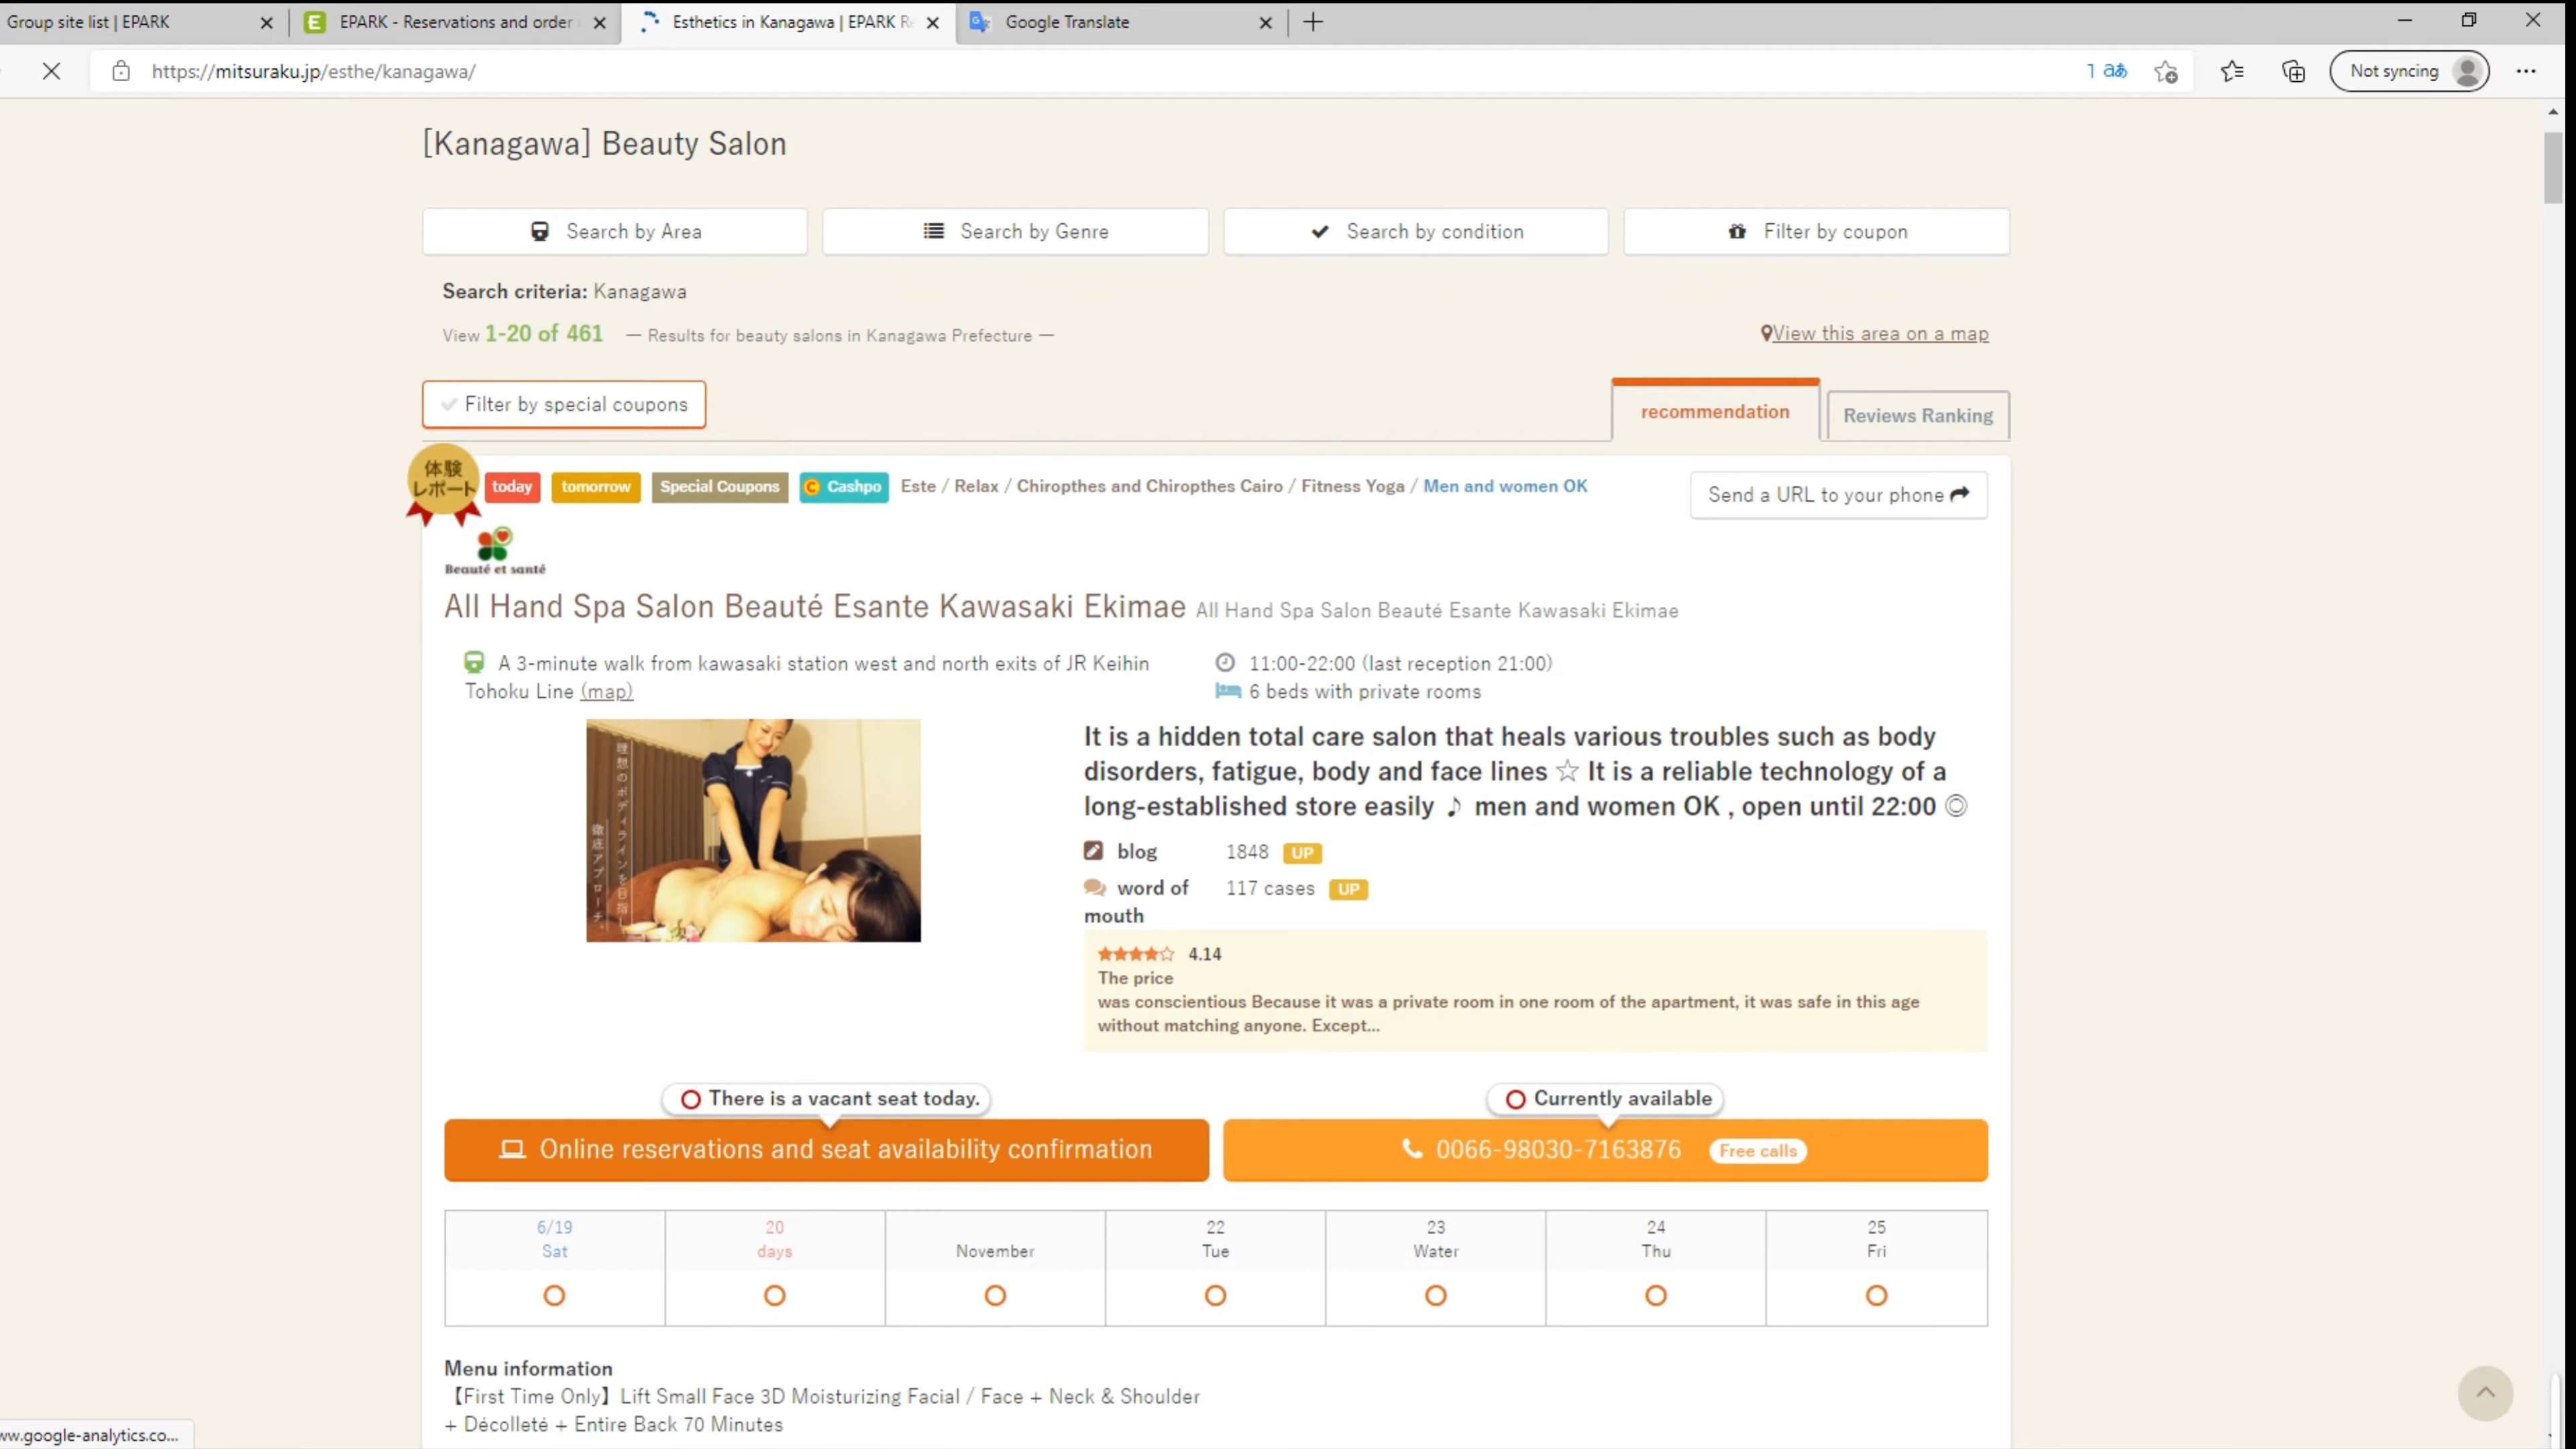 Group site list | EPARK
EPARK - Reservations and order
Esthetics in Kanagawa | EPARK Re
Google Translate
https://mitsuraku.jp/esthe/kanagawa/
Not syncing
[Kanagawa] Beauty Salon
Search by Area
Search by Genre
Search by condition
Filter by coupon
Search criteria: Kanagawa
View 1-20 of 461 — Results for beauty salons in Kanagawa Prefecture —
View this area on a map
Filter by special coupons
recommendation
Reviews Ranking
体験
レポート
today
tomorrow
Special Coupons
Cashpo
Este / Relax / Chiropthes and Chiropthes Cairo / Fitness Yoga / Men and women OK
Send a URL to your phone
Beauté et santé
All Hand Spa Salon Beauté Esante Kawasaki Ekimae All Hand Spa Salon Beauté Esante Kawasaki Ekimae
A 3-minute walk from kawasaki station west and north exits of JR Keihin
Tohoku Line (map)
11:00-22:00 (last reception 21:00)
6 beds with private rooms
理想のボディラインを目指し
徹底アプローチ。
It is a hidden total care salon that heals various troubles such as body
disorders, fatigue, body and face lines ☆ It is a reliable technology of a
long-established store easily ♪ men and women OK , open until 22:00 ◎
blog 1848 UP
word of 117 cases UP
mouth
4.14
The price
was conscientious Because it was a private room in one room of the apartment, it was safe in this age
without matching anyone. Except...
There is a vacant seat today.
Currently available
Online reservations and seat availability confirmation
0066-98030-7163876 Free calls
6/19 20 22 23 24 25
Sat days November Tue Water Thu Fri
Menu information
【First Time Only】Lift Small Face 3D Moisturizing Facial / Face + Neck & Shoulder
+ Décolleté + Entire Back 70 Minutes
ww.google-analytics.co...